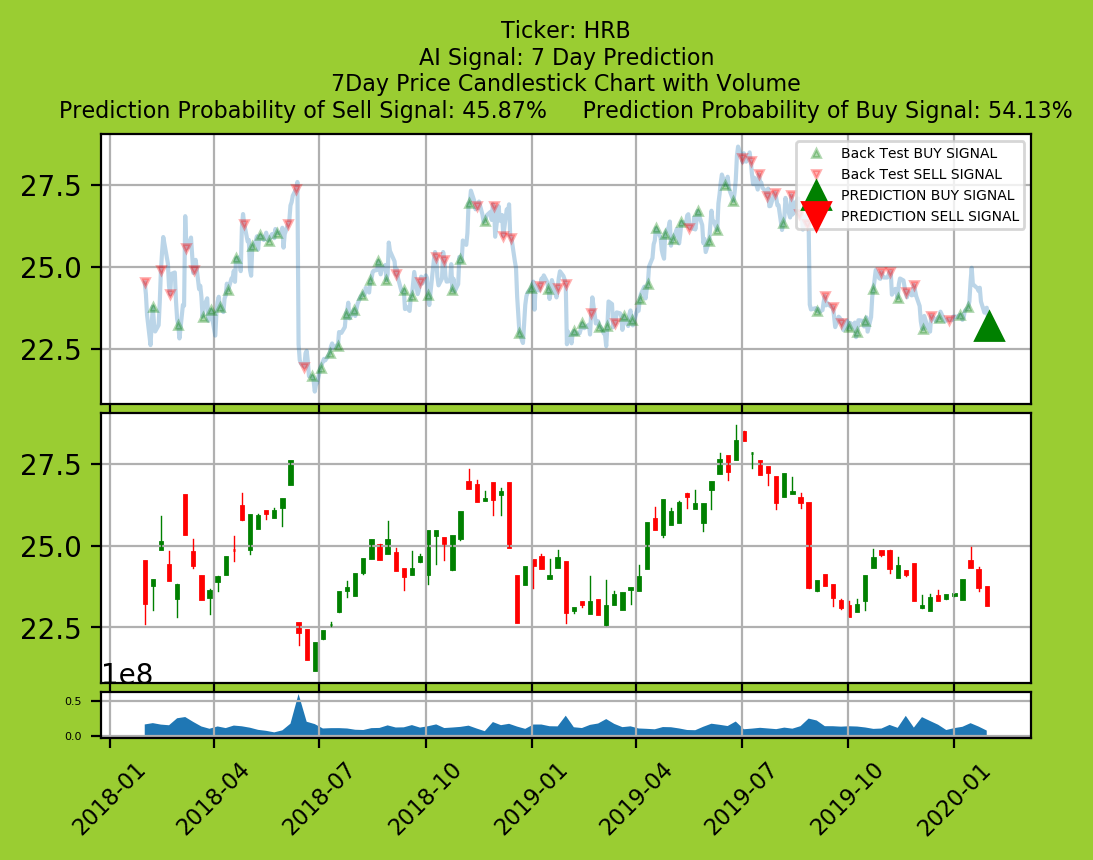 Ticker: HRB
AI Signal: 7 Day Prediction
7Day Price Candlestick Chart with Volume
Prediction Probability of Sell Signal: 45.87% Prediction Probability of Buy Signal: 54.13%
Back Test BUY SIGNAL
Back Test SELL SIGNAL
PREDICTION BUY SIGNAL
PREDICTION SELL SIGNAL
27.5
25.0
22.5
27.5
25.0
22.5
1e8
0.5
0.0
2018-01
2018-04
2018-07
2018-10
2019-01
2019-04
2019-07
2019-10
2020-01